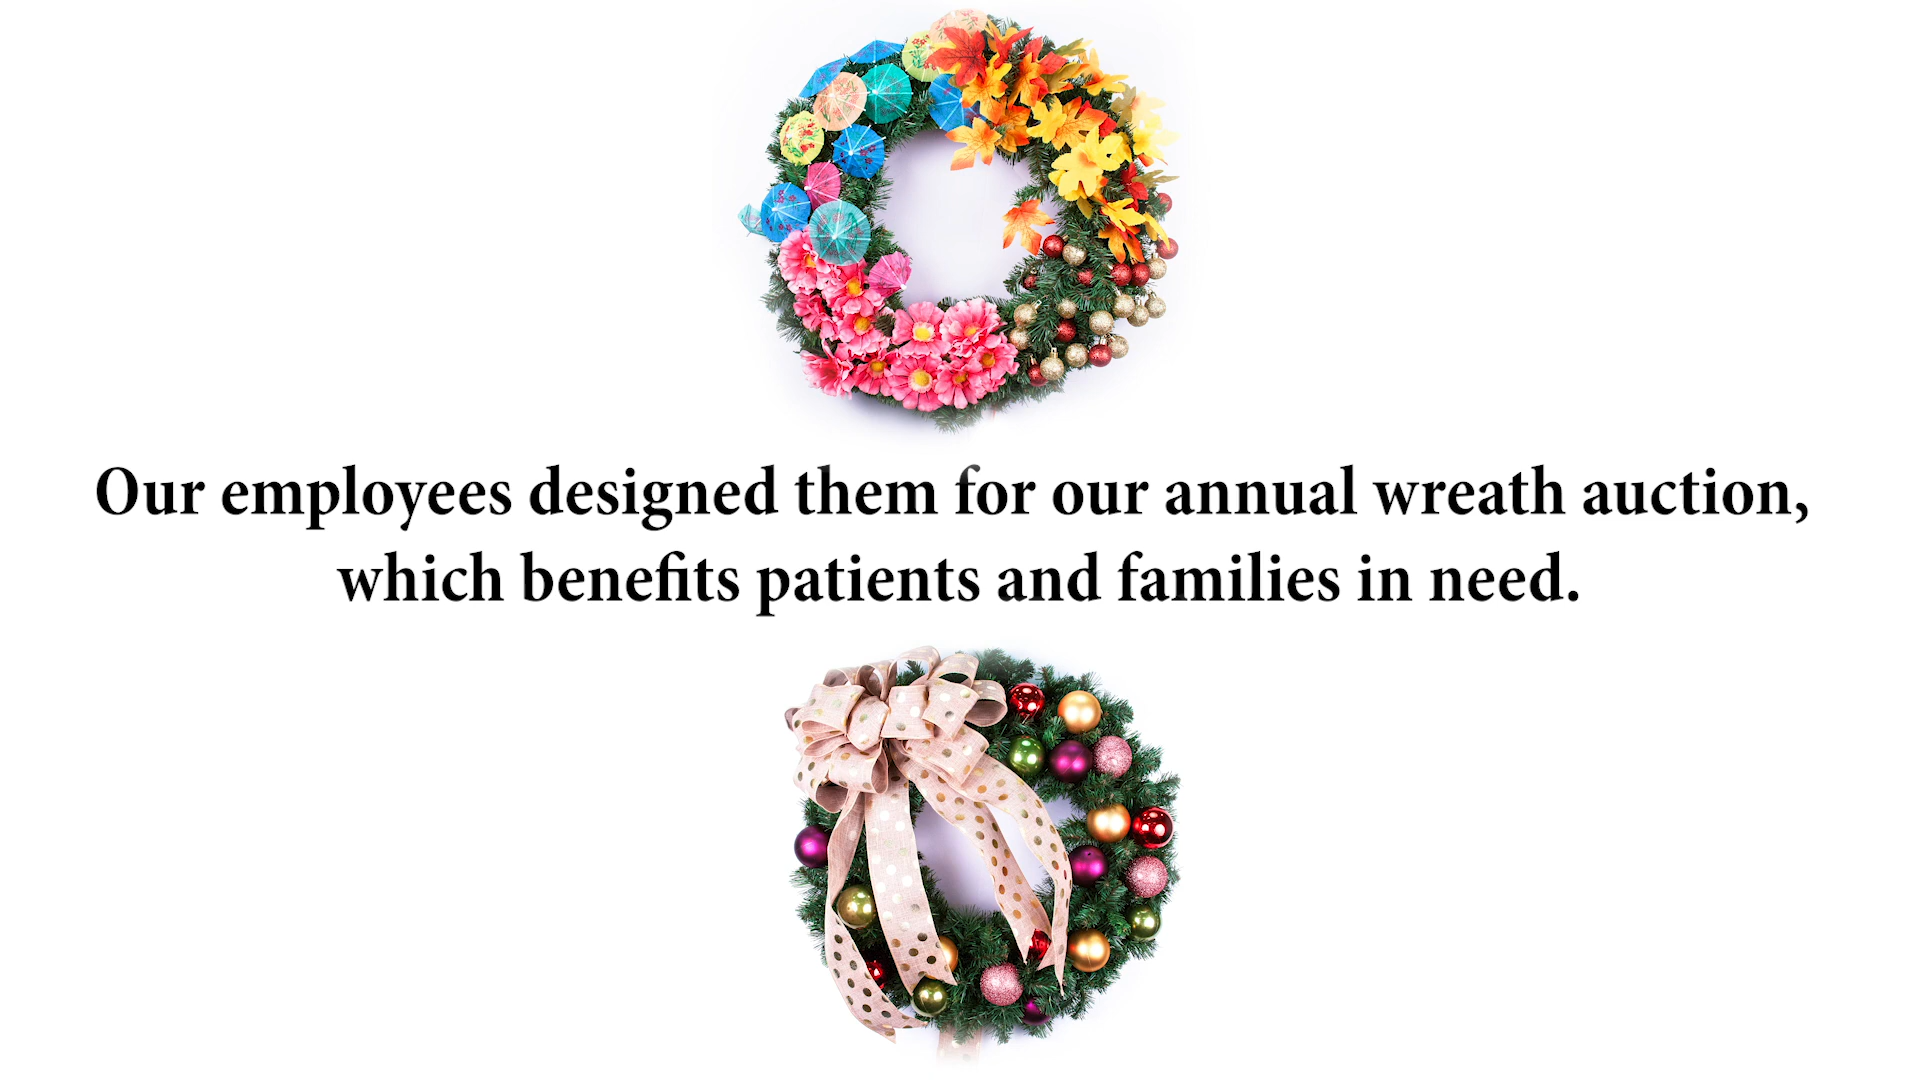 Our employees designed them for our annual wreath auction,
which benefits patients and families in need.